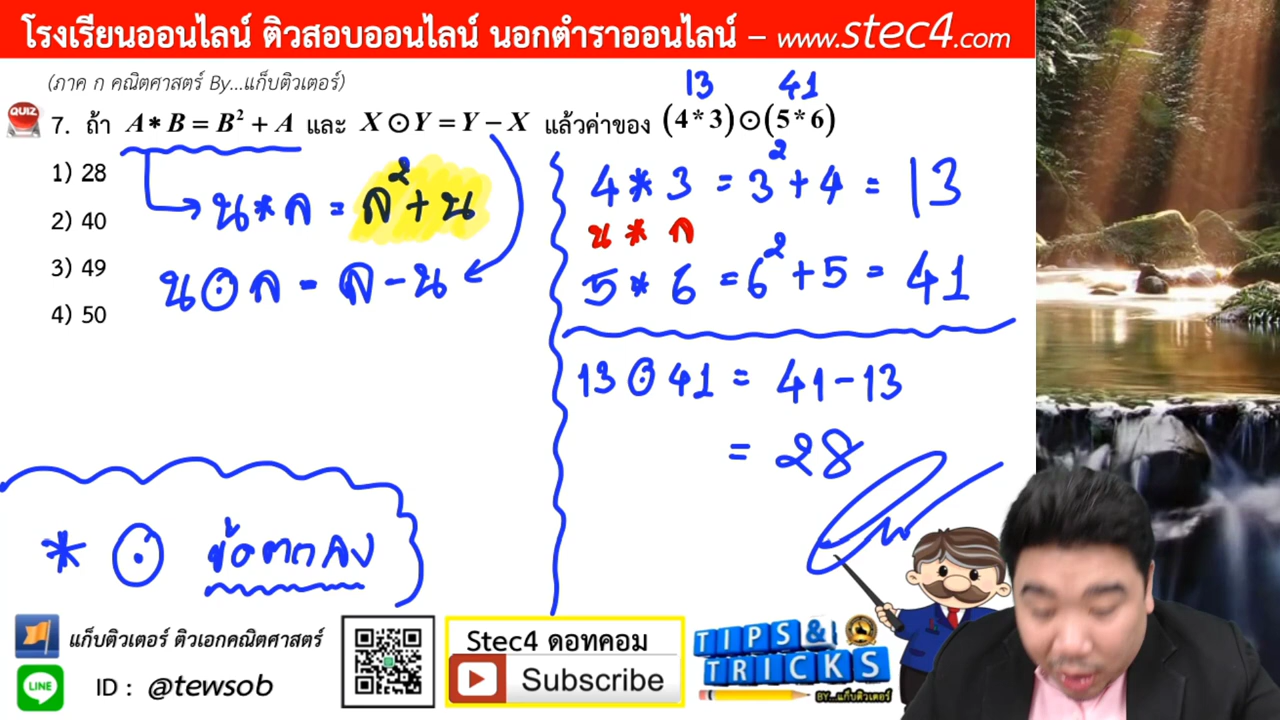 โรงเรียนออนไลน์ ติวสอบออนไลน์ นอกตำราออนไลน์ – www.stec4.com
(ภาค ก คณิตศาสตร์ By...แก็บติวเตอร์)
13 41
QUIZ
7. ถ้า A*B = B² + A และ X⊙Y = Y − X แล้วค่าของ (4*3)⊙(5*6)
1) 28
2) 40
3) 49
4) 50
น * ล = ล² + น
น ⊙ ล = ล - น
4 * 3 = 3² + 4 = 13
น * ล
5 * 6 = 6² + 5 = 41
13 ⊙ 41 = 41 - 13
= 28
* ⊙ ข้อตกลง
แก็บติวเตอร์ ติวเอกคณิตศาสตร์
LINE
ID : @tewsob
Stec4 ดอทคอม
Subscribe
TIPS &
TRICKS
BY...แก็บติวเตอร์